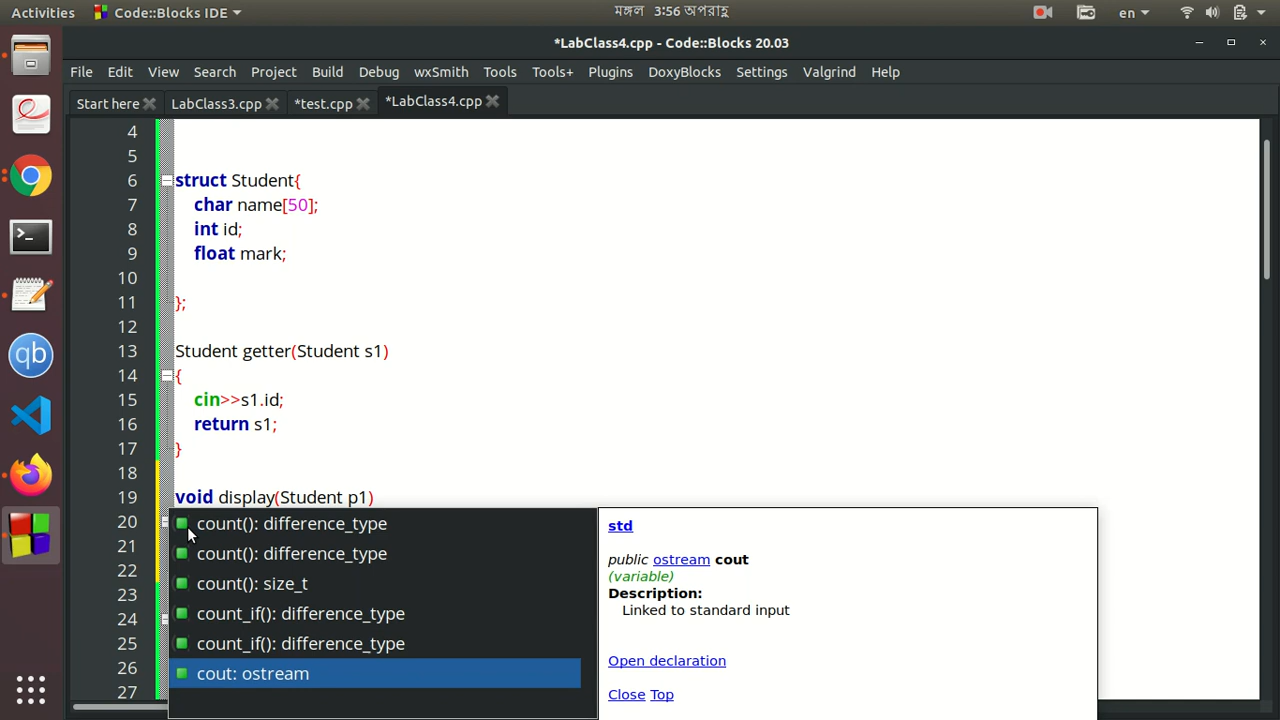 Activities Code::Blocks IDE মঙ্গল 3:56 অপরাহ্ণ en
*LabClass4.cpp - Code::Blocks 20.03
File Edit View Search Project Build Debug wxSmith Tools Tools+ Plugins DoxyBlocks Settings Valgrind Help
Start here LabClass3.cpp *test.cpp *LabClass4.cpp
4
5
6 struct Student{
7 char name[50];
8 int id;
9 float mark;
10
11 };
12
13 Student getter(Student s1)
14 {
15 cin>>s1.id;
16 return s1;
17 }
18
19 void display(Student p1)
20
21
22
23
24
25
26
27
count(): difference_type
count(): difference_type
count(): size_t
count_if(): difference_type
count_if(): difference_type
cout: ostream
std
public ostream cout
(variable)
Description:
Linked to standard input
Open declaration
Close Top
qb